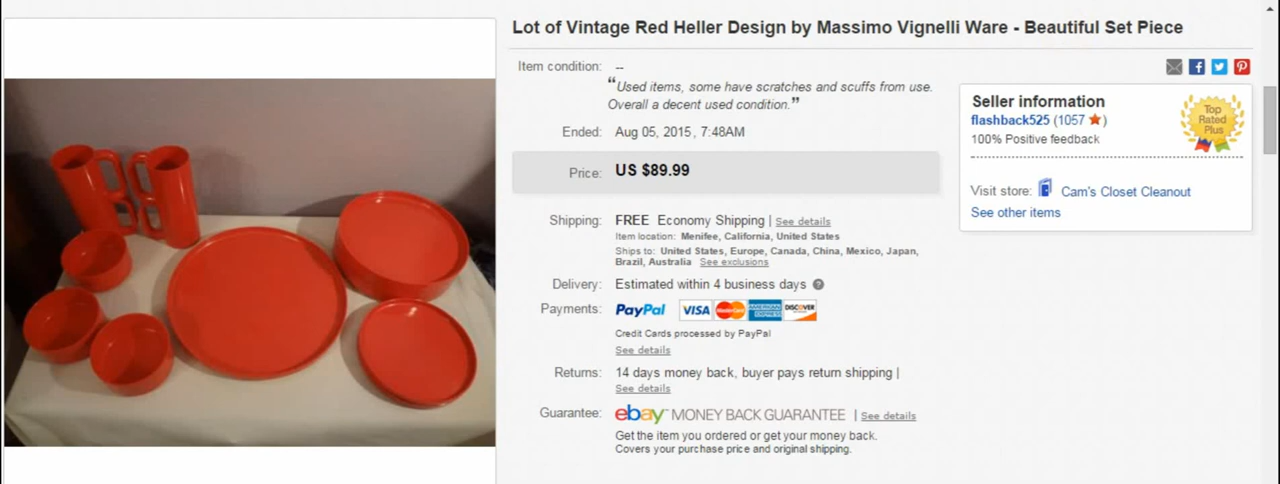 Lot of Vintage Red Heller Design by Massimo Vignelli Ware - Beautiful Set Piece
Item condition: --
“Used items, some have scratches and scuffs from use.
Overall a decent used condition.”
Ended: Aug 05, 2015, 7:48AM
Price: US $89.99
Shipping: FREE Economy Shipping | See details
Item location: Menifee, California, United States
Ships to: United States, Europe, Canada, China, Mexico, Japan,
Brazil, Australia See exclusions
Delivery: Estimated within 4 business days ?
Payments: PayPal VISA MasterCard AMERICAN EXPRESS DISCOVER
Credit Cards processed by PayPal
See details
Returns: 14 days money back, buyer pays return shipping |
See details
Guarantee: ebay MONEY BACK GUARANTEE | See details
Get the item you ordered or get your money back.
Covers your purchase price and original shipping.
Seller information
flashback525 (1057 ★)
100% Positive feedback
Top
Rated
Plus
Visit store: Cam's Closet Cleanout
See other items